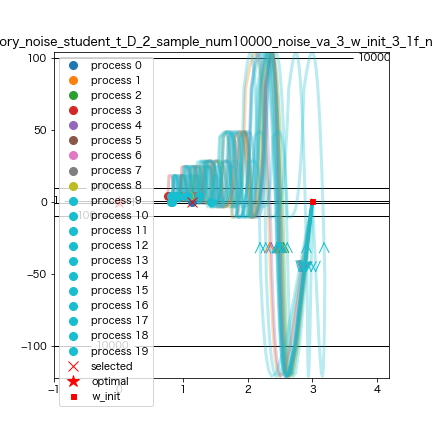 ory_noise_student_t_D_2_sample_num10000_noise_va_3_w_init_3_1f_n
100
50
0
−50
−100
−1
1
2
3
4
10000
10000
process 0
process 1
process 2
process 3
process 4
process 5
process 6
process 7
process 8
process 9
process 10
process 11
process 12
process 13
process 14
process 15
process 16
process 17
process 18
process 19
selected
optimal
w_init